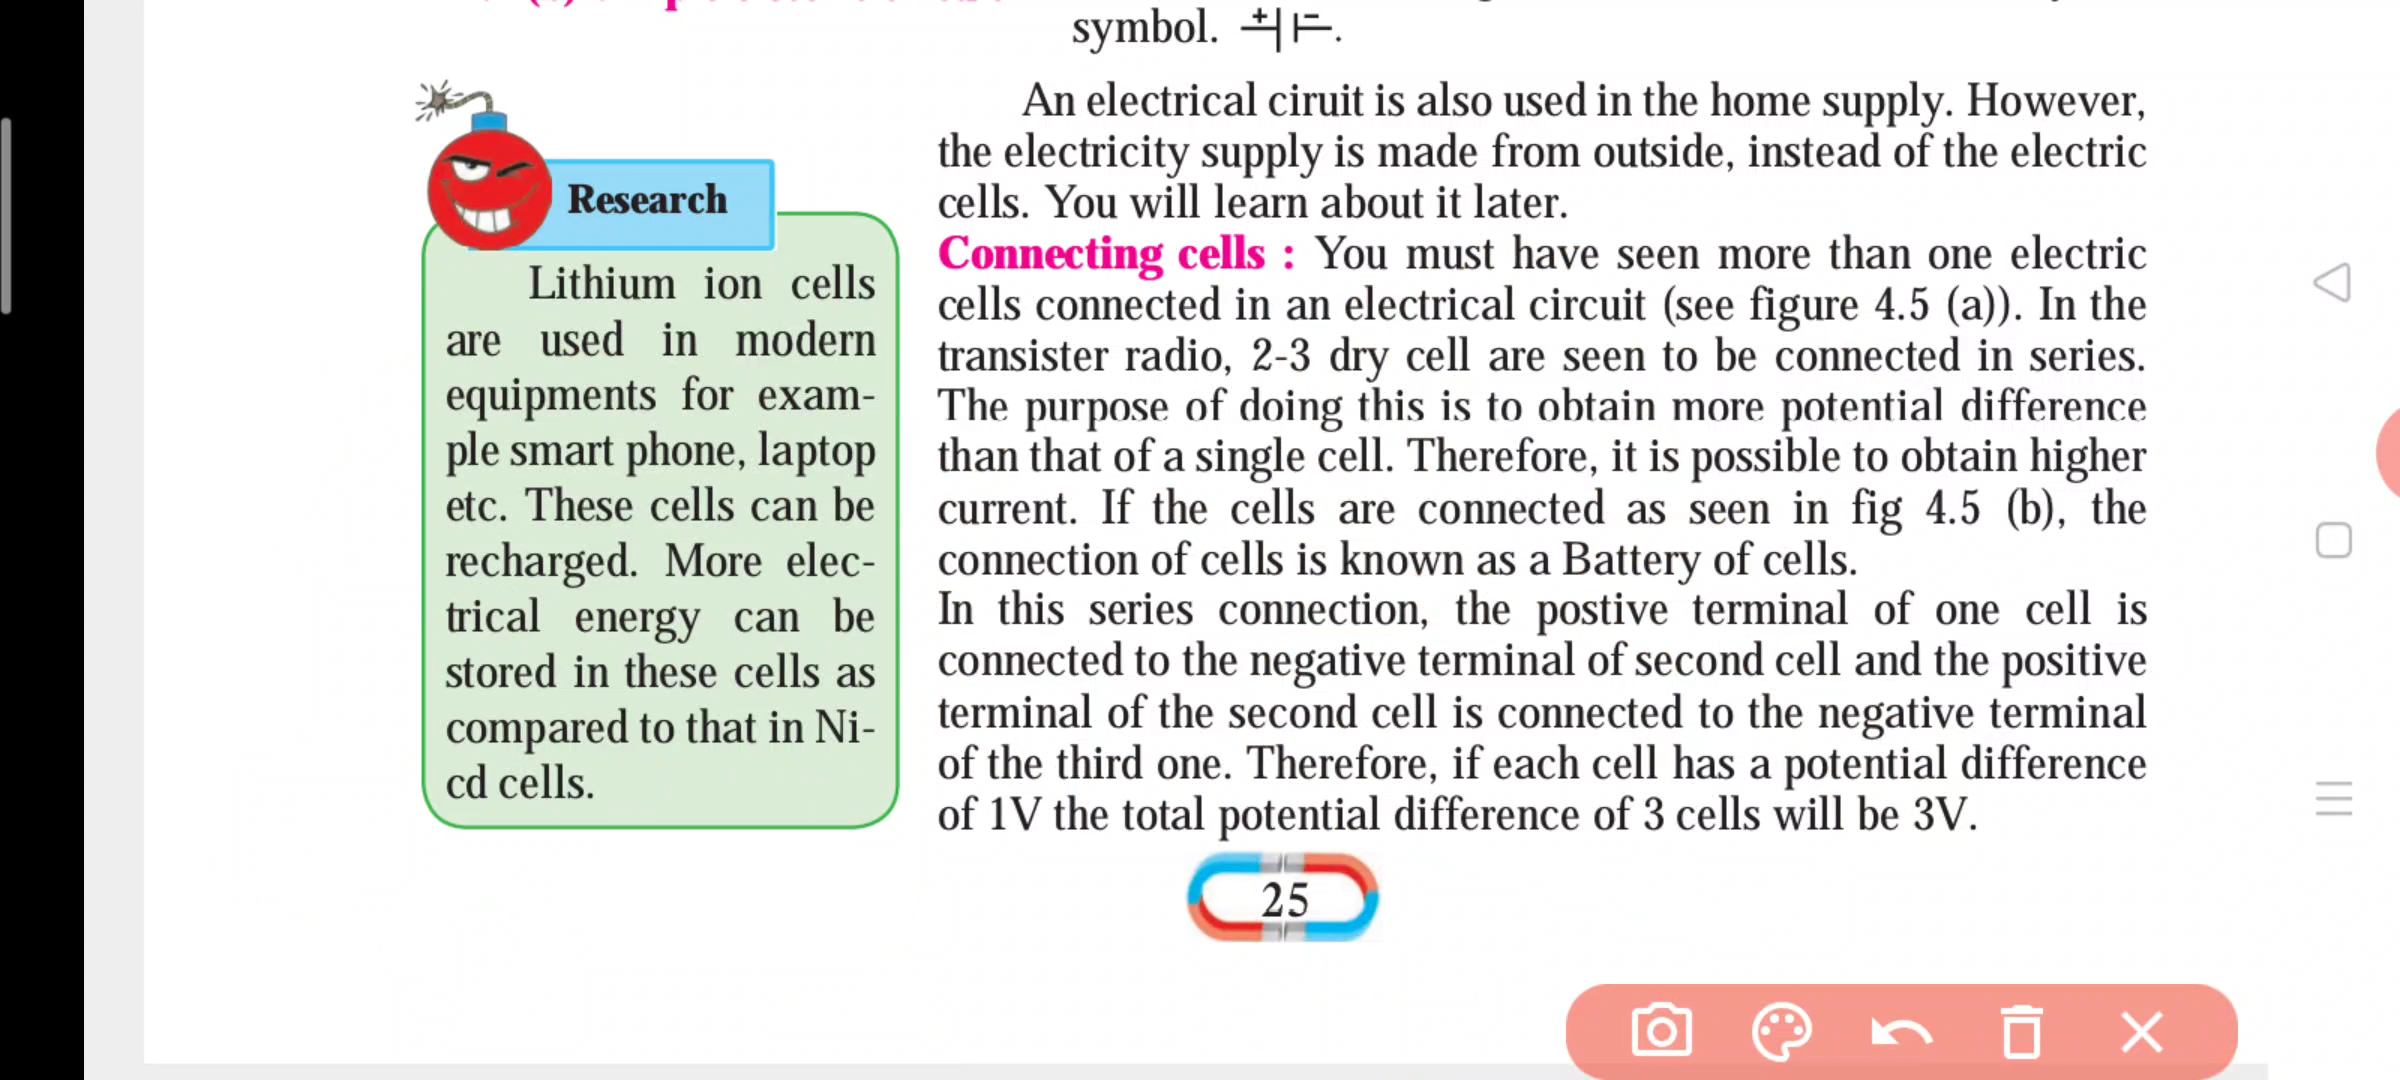 symbol.
An electrical ciruit is also used in the home supply. However,
the electricity supply is made from outside, instead of the electric
cells. You will learn about it later.
Connecting cells : You must have seen more than one electric
cells connected in an electrical circuit (see figure 4.5 (a)). In the
transister radio, 2-3 dry cell are seen to be connected in series.
The purpose of doing this is to obtain more potential difference
than that of a single cell. Therefore, it is possible to obtain higher
current. If the cells are connected as seen in fig 4.5 (b), the
connection of cells is known as a Battery of cells.
In this series connection, the postive terminal of one cell is
connected to the negative terminal of second cell and the positive
terminal of the second cell is connected to the negative terminal
of the third one. Therefore, if each cell has a potential difference
of 1V the total potential difference of 3 cells will be 3V.
Research
Lithium ion cells
are used in modern
equipments for exam-
ple smart phone, laptop
etc. These cells can be
recharged. More elec-
trical energy can be
stored in these cells as
compared to that in Ni-
cd cells.
25